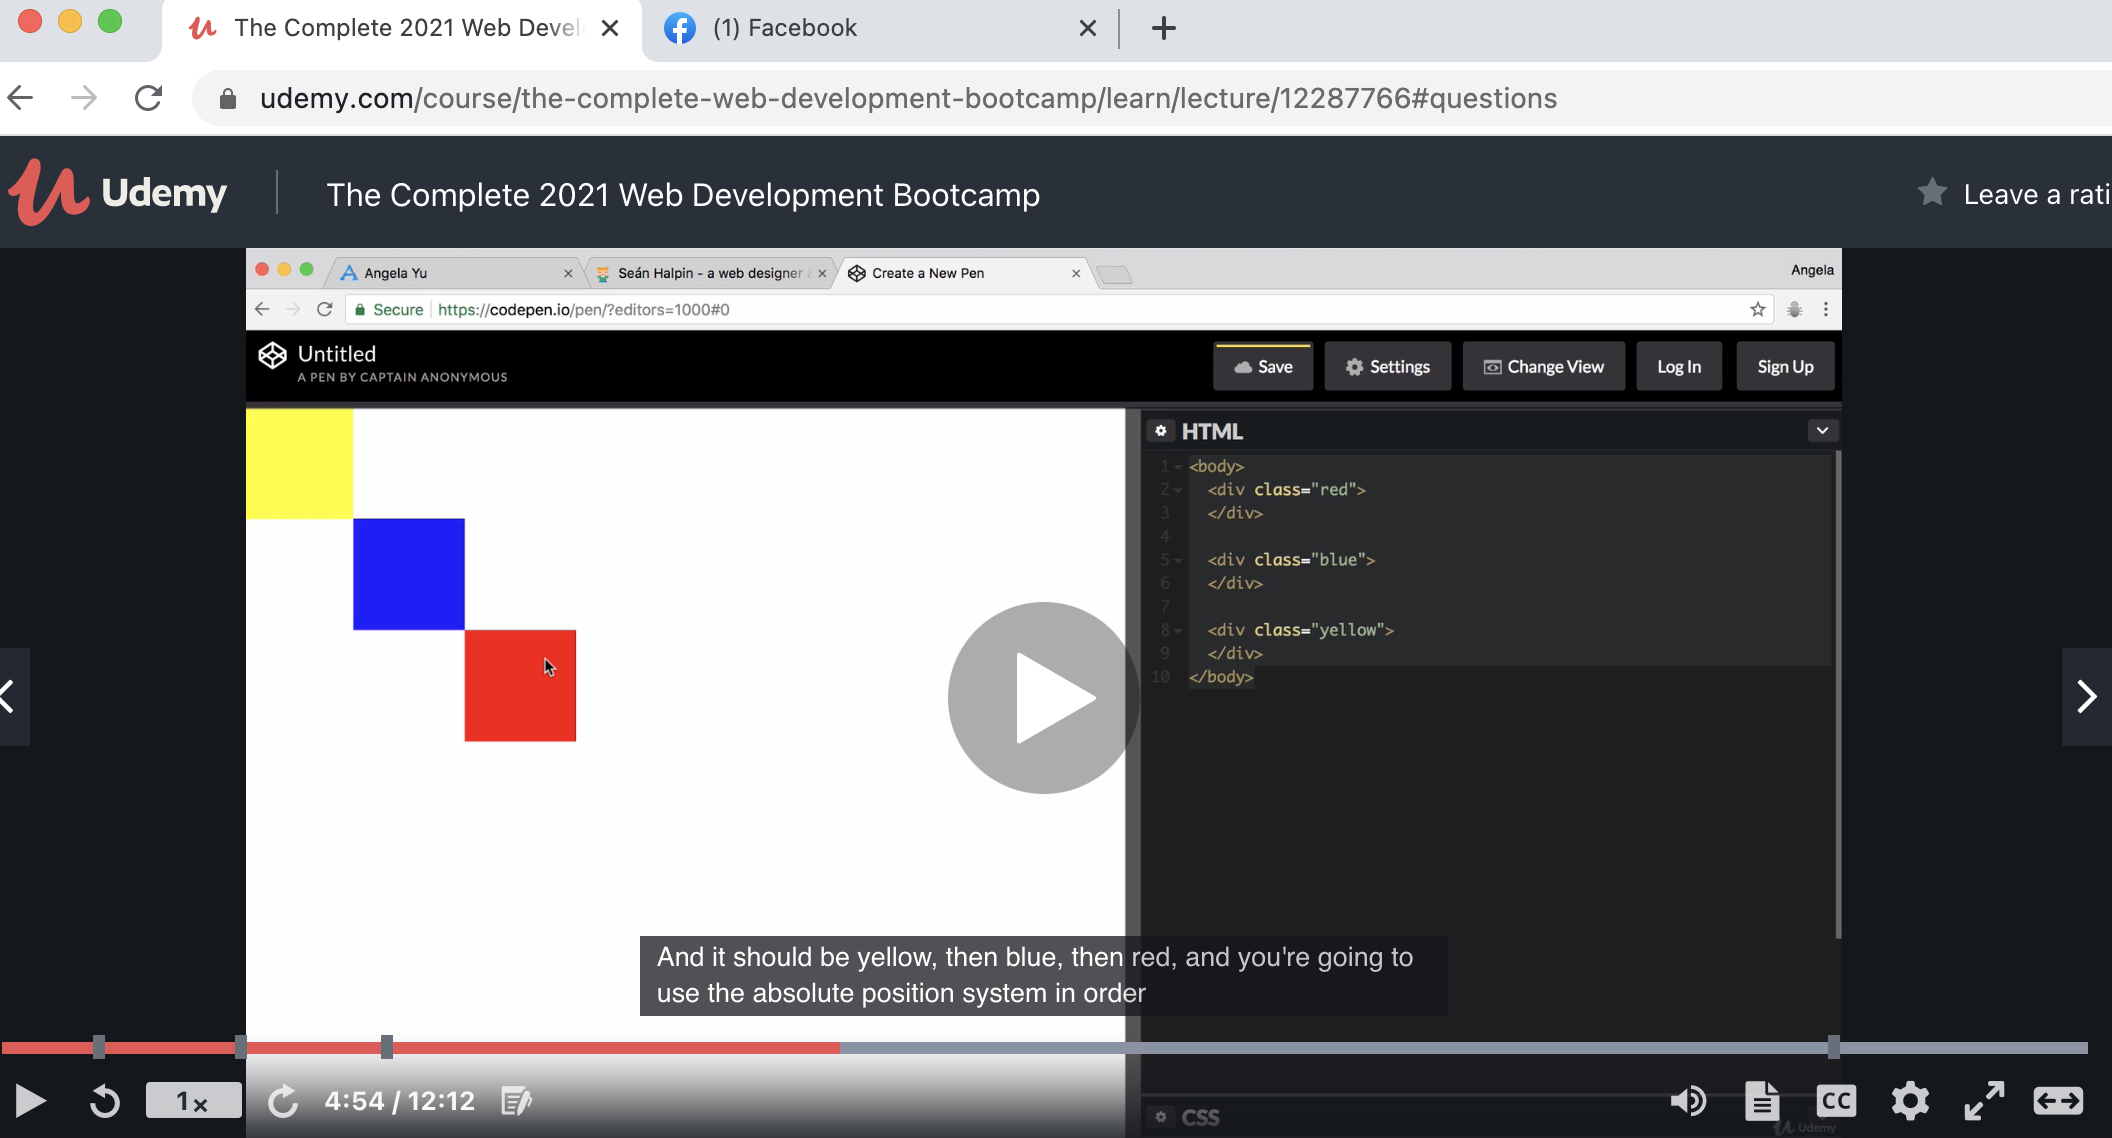 The Complete 2021 Web Devel
(1) Facebook
udemy.com/course/the-complete-web-development-bootcamp/learn/lecture/12287766#questions
Udemy
The Complete 2021 Web Development Bootcamp
Leave a rati
Angela Yu
Seán Halpin - a web designer &
Create a New Pen
Angela
Secure
https://codepen.io/pen/?editors=1000#0
Untitled
A PEN BY CAPTAIN ANONYMOUS
Save
Settings
Change View
Log In
Sign Up
HTML
1 <body>
2 <div class="red">
3 </div>
4
5 <div class="blue">
6 </div>
7
8 <div class="yellow">
9 </div>
10 </body>
And it should be yellow, then blue, then red, and you're going to
use the absolute position system in order
1x
4:54 / 12:12
CC
CSS
Udemy